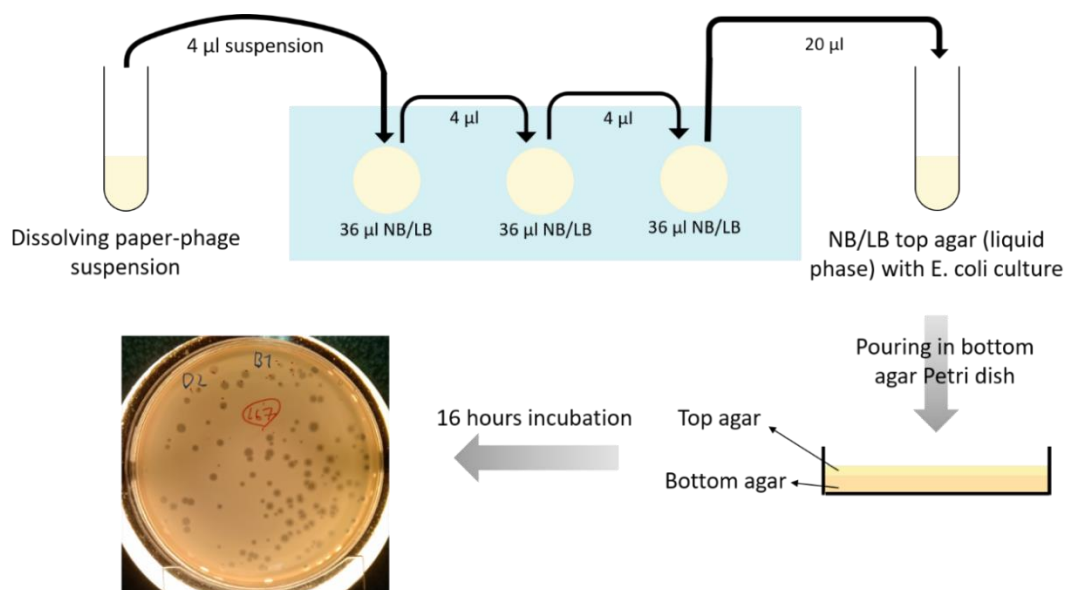 4 µl suspension
4 µl
4 µl
20 µl
36 µl NB/LB
36 µl NB/LB
36 µl NB/LB
Dissolving paper-phage
suspension
NB/LB top agar (liquid
phase) with E. coli culture
Pouring in bottom
agar Petri dish
Top agar
Bottom agar
16 hours incubation
B1
D2
167